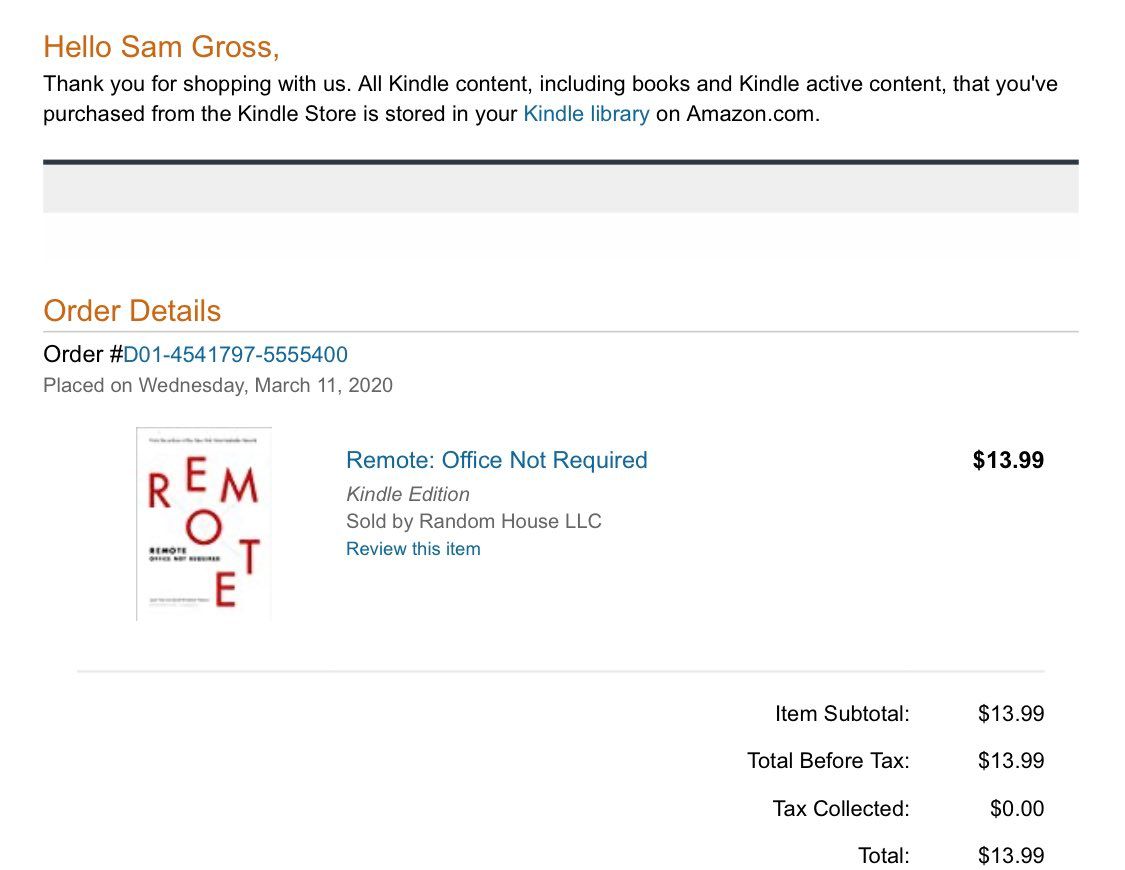 Hello Sam Gross,
Thank you for shopping with us. All Kindle content, including books and Kindle active content, that you've
purchased from the Kindle Store is stored in your Kindle library on Amazon.com.
Order Details
Order #D01-4541797-5555400
Placed on Wednesday, March 11, 2020
R E M
O
T
E
REMOTE
OFFICE NOT REQUIRED
Remote: Office Not Required
$13.99
Kindle Edition
Sold by Random House LLC
Review this item
Item Subtotal: $13.99
Total Before Tax: $13.99
Tax Collected: $0.00
Total: $13.99